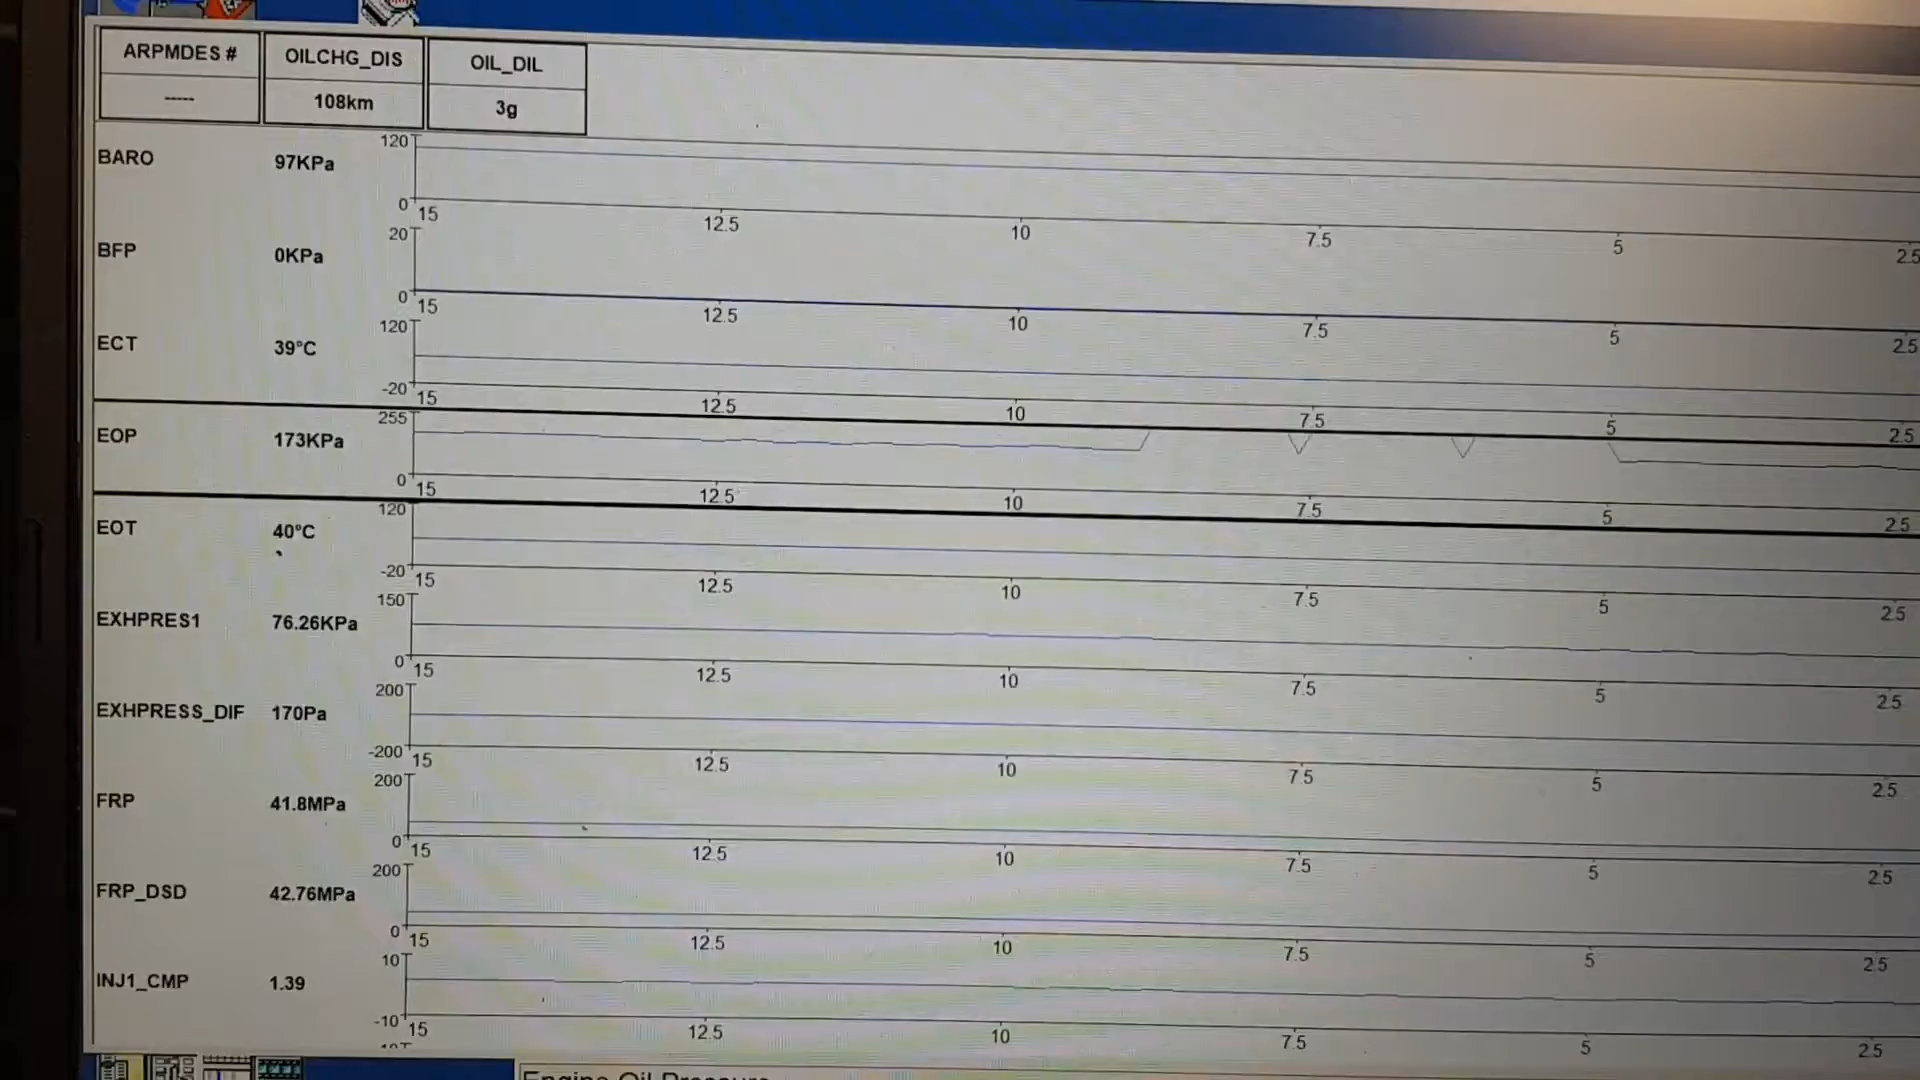 ARPMDES # OILCHG_DIS OIL_DIL
----- 108km 3g
BARO 97KPa 120
0 15 12.5 10 7.5 5 2.5
BFP 0KPa 20
0 15 12.5 10 7.5 5 2.5
ECT 39°C 120
-20 15 12.5 10 7.5 5 2.5
EOP 173KPa 255
0 15 12.5 10 7.5 5 2.5
EOT 40°C 120
-20 15 12.5 10 7.5 5 2.5
EXHPRES1 76.26KPa 150
0 15 12.5 10 7.5 5 2.5
EXHPRESS_DIF 170Pa 200
-200 15 12.5 10 7.5 5 2.5
FRP 41.8MPa 200
0 15 12.5 10 7.5 5 2.5
FRP_DSD 42.76MPa 200
0 15 12.5 10 7.5 5 2.5
INJ1_CMP 1.39 10
-10 15 12.5 10 7.5 5 2.5
Engine Oil Pressure